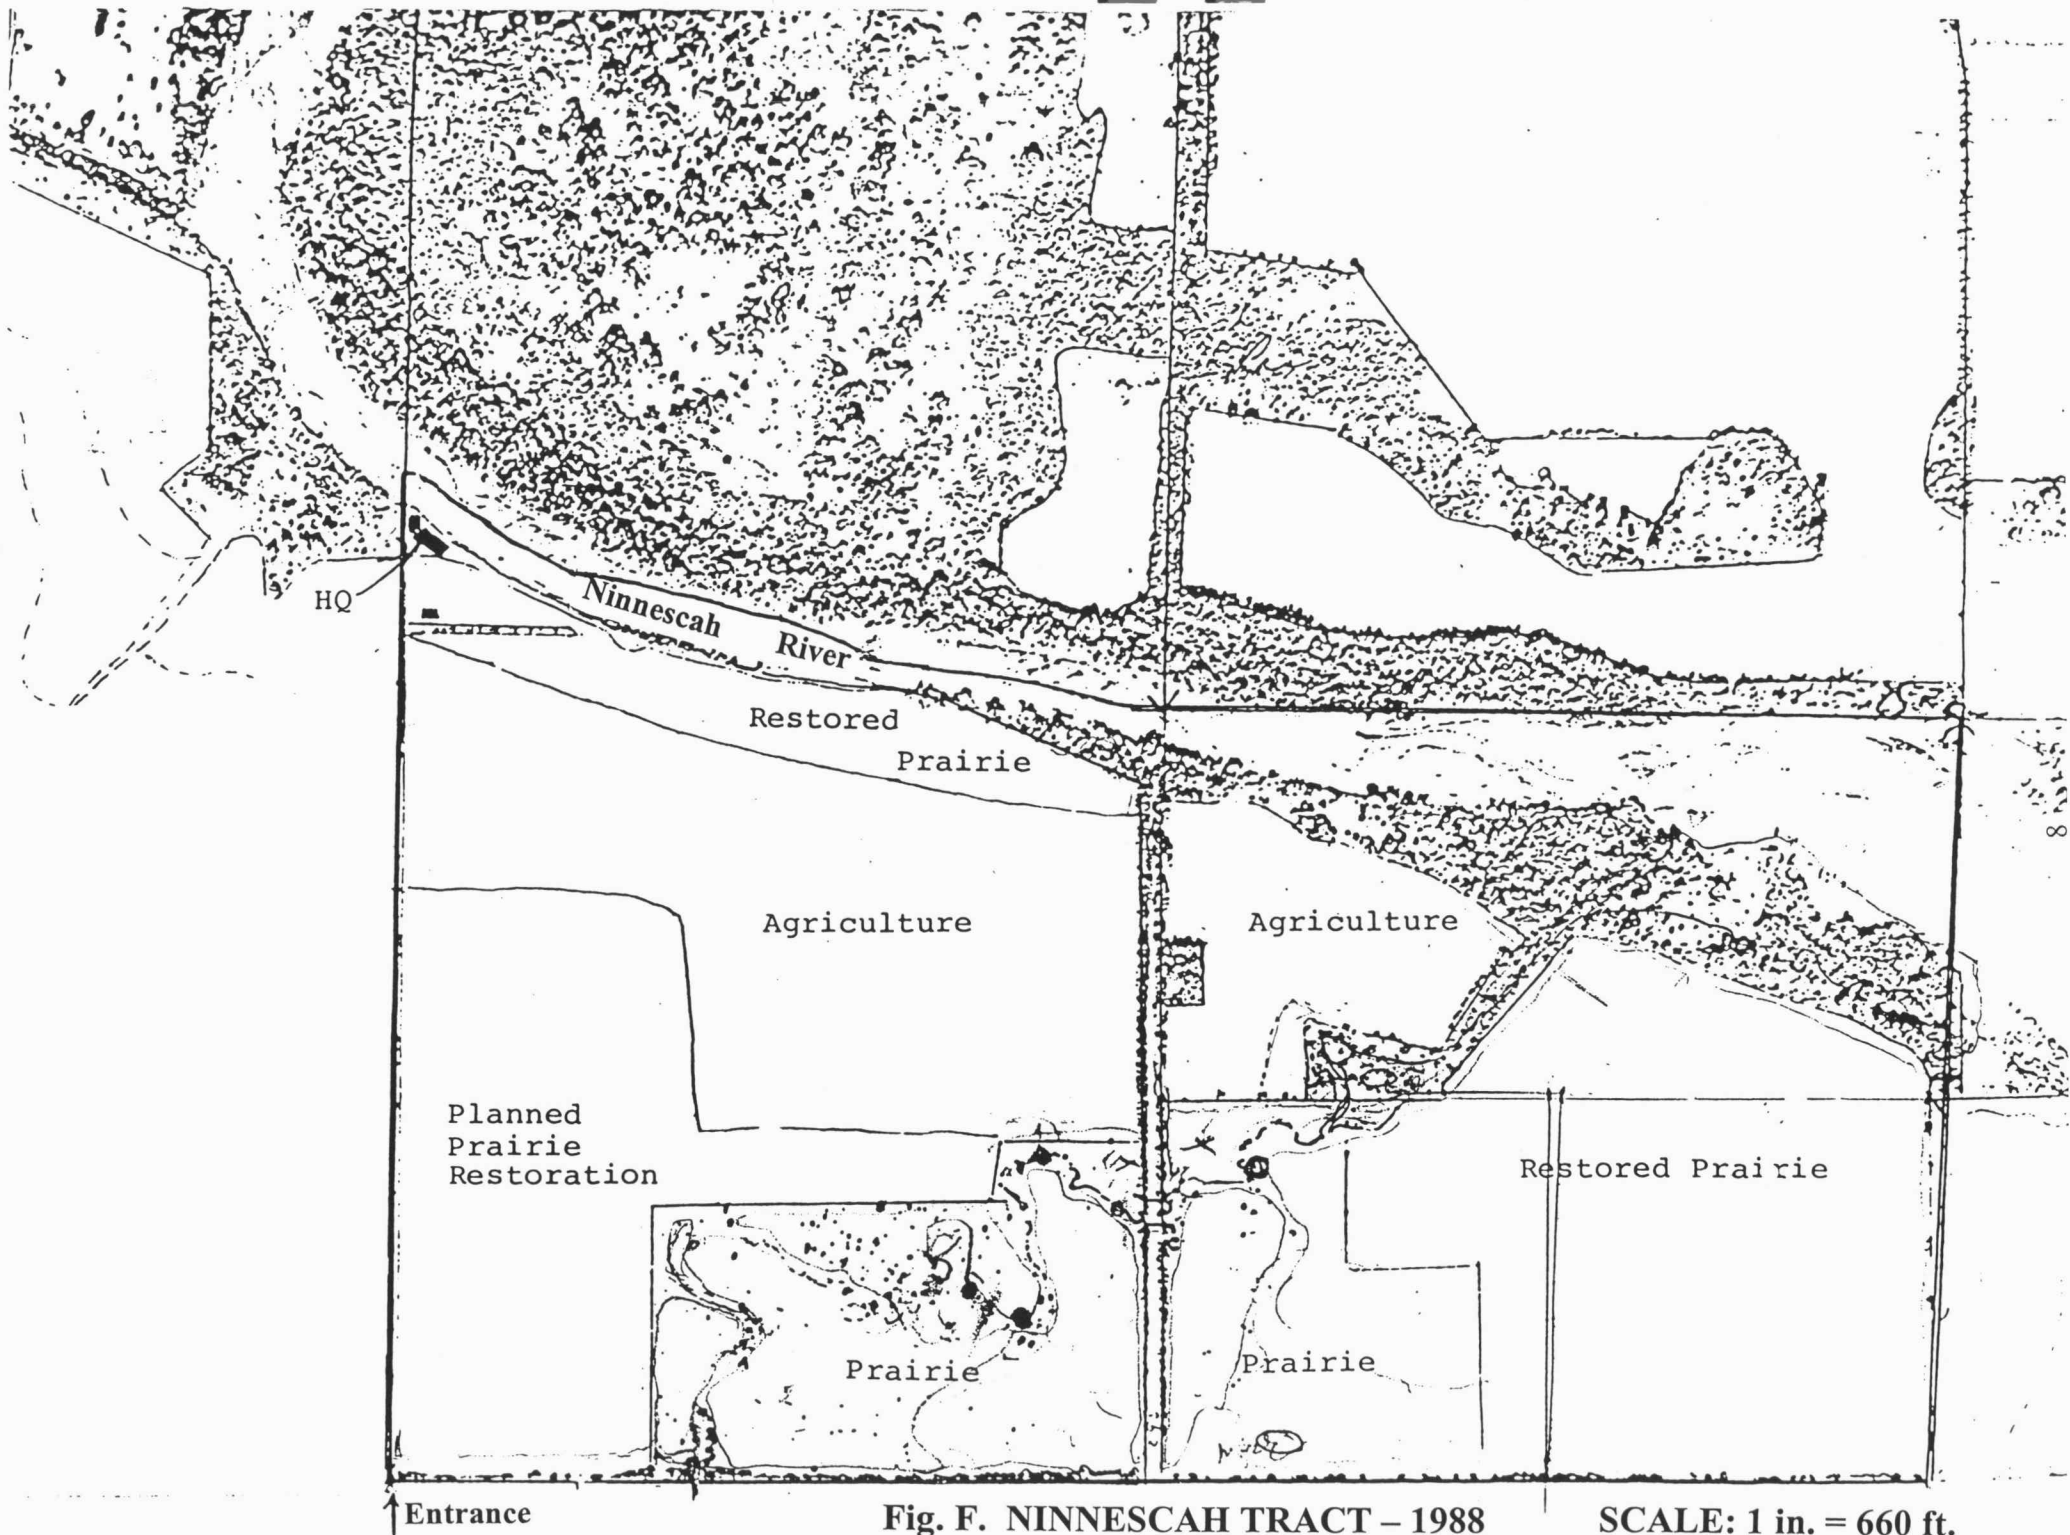 HQ
Ninnescah River
Restored
Prairie
8
Agriculture
Agriculture
Planned
Prairie
Restoration
Restored Prairie
Prairie
Prairie
Entrance
Fig. F. NINNESCAH TRACT – 1988
SCALE: 1 in. = 660 ft.